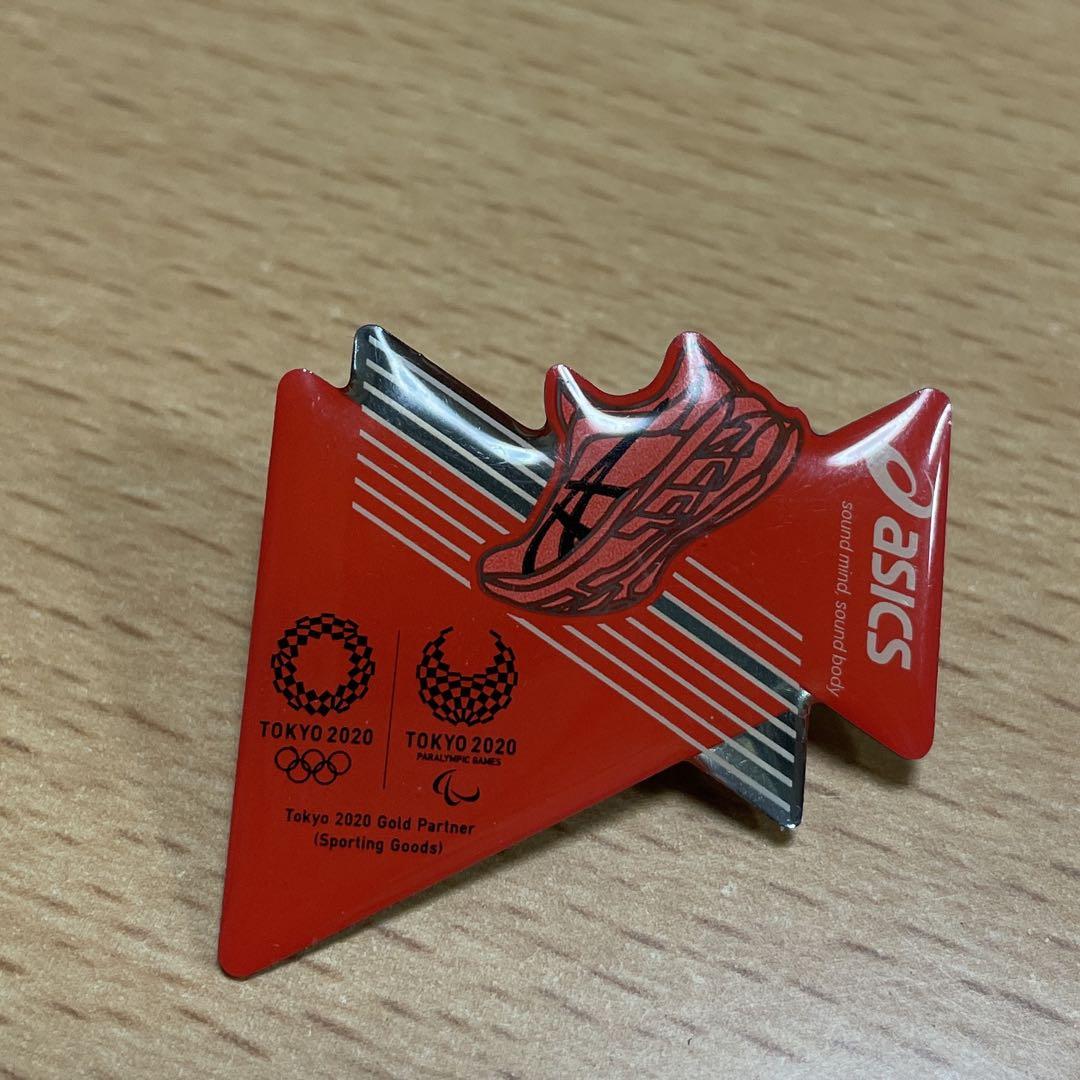 asics
sound mind, sound body
TOKYO 2020
TOKYO 2020
PARALYMPIC GAMES
Tokyo 2020 Gold Partner
(Sporting Goods)